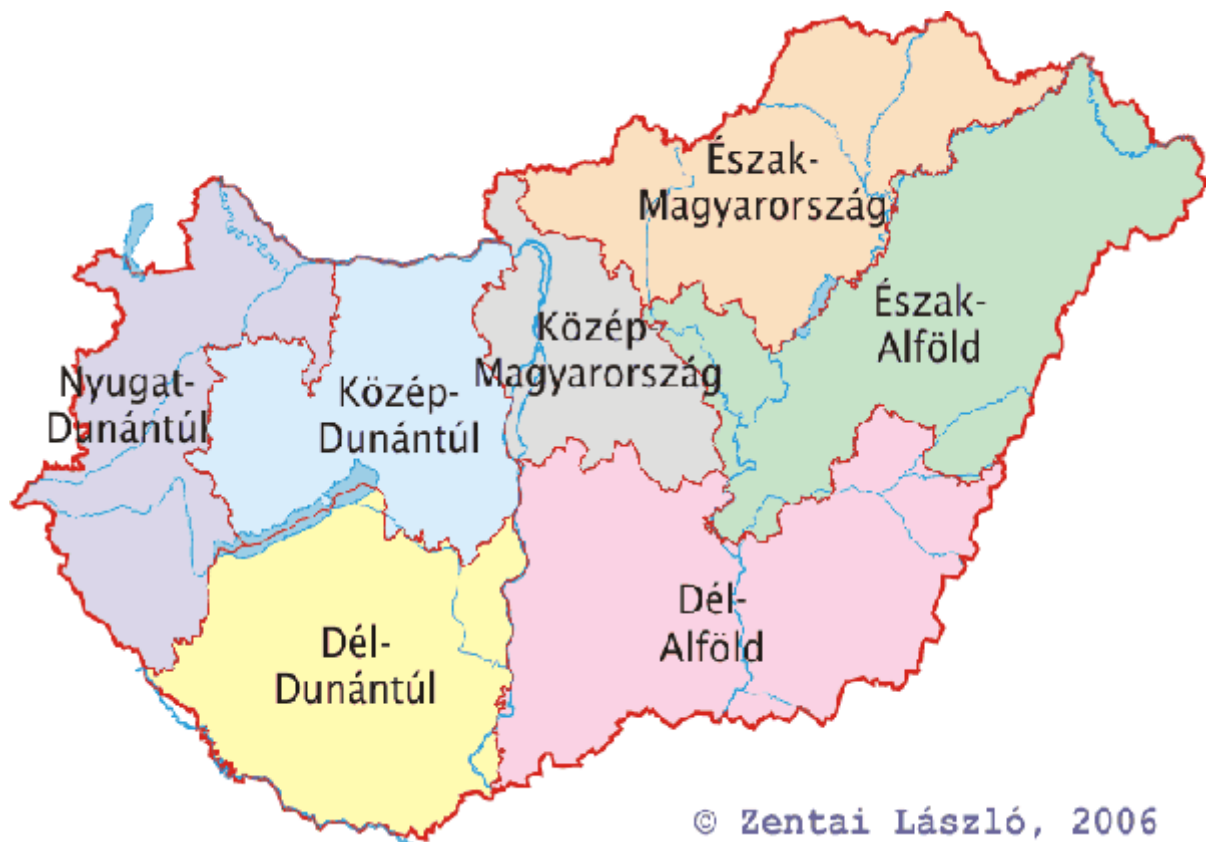 Észak-
Magyarország
Észak-
Alföld
Közép-
Magyarország
Nyugat-
Dunántúl
Közép-
Dunántúl
Dél-
Alföld
Dél-
Dunántúl
© Zentai László, 2006